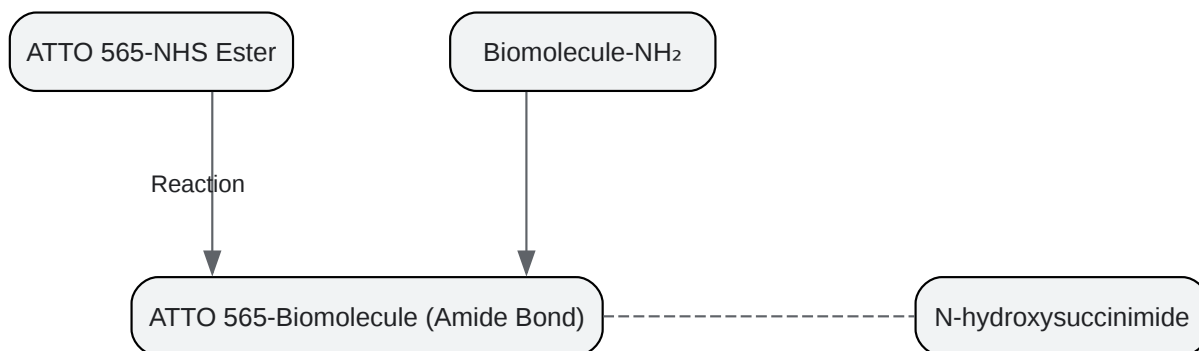 ATTO 565-NHS Ester
Biomolecule-NH₂
Reaction
ATTO 565-Biomolecule (Amide Bond)
N-hydroxysuccinimide